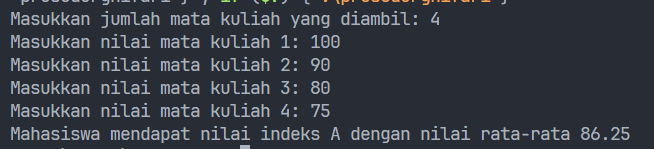 Masukkan jumlah mata kuliah yang diambil: 4
Masukkan nilai mata kuliah 1: 100
Masukkan nilai mata kuliah 2: 90
Masukkan nilai mata kuliah 3: 80
Masukkan nilai mata kuliah 4: 75
Mahasiswa mendapat nilai indeks A dengan nilai rata-rata 86.25